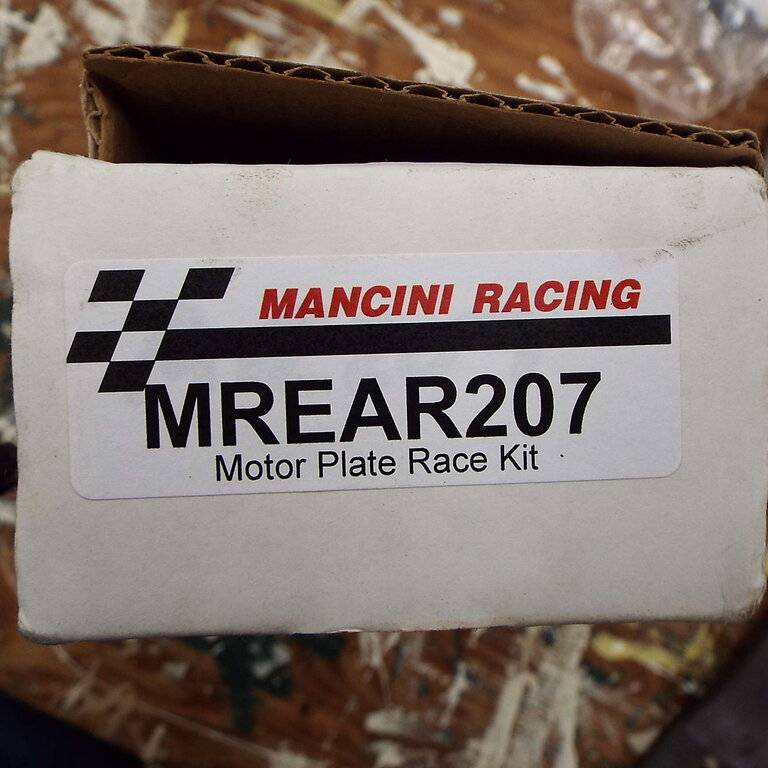 MANCINI RACING
MREAR207
Motor Plate Race Kit